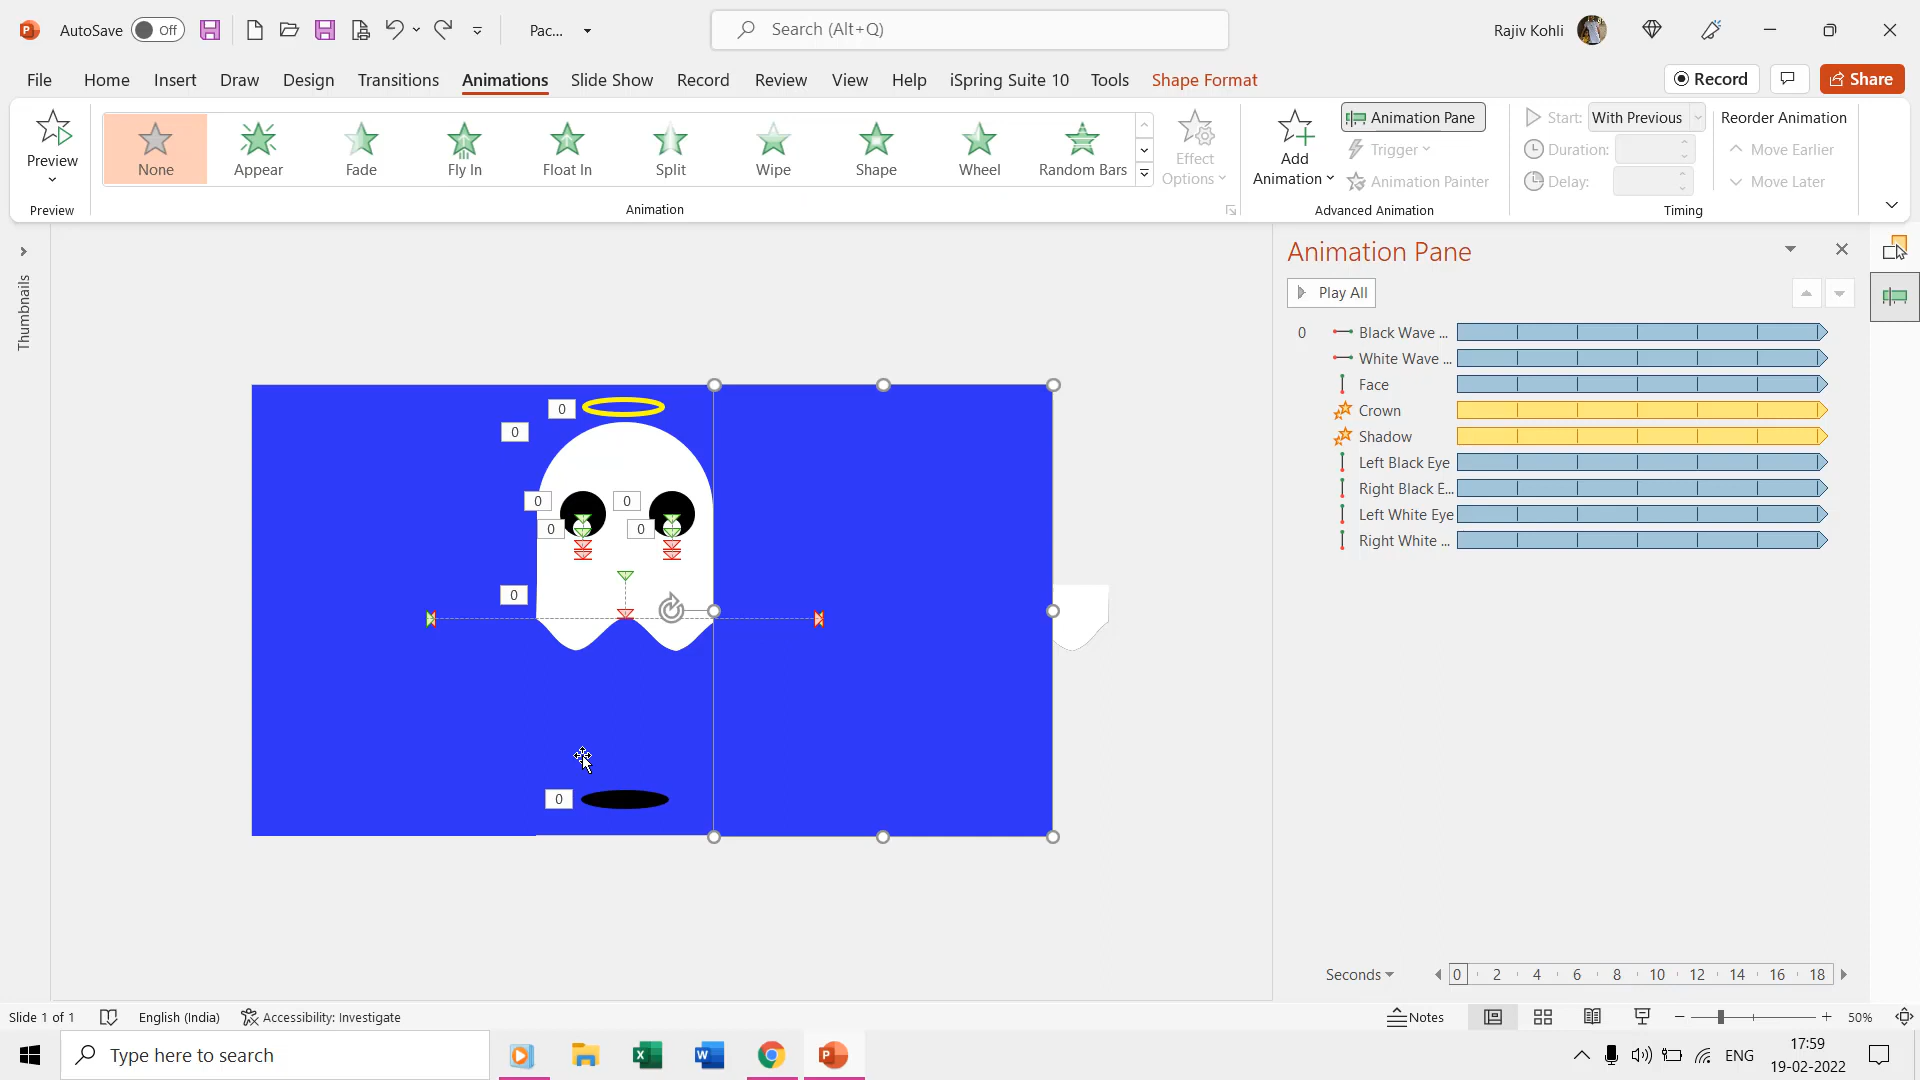 AutoSave Off Pac... Search (Alt+Q) Rajiv Kohli
File Home Insert Draw Design Transitions Animations Slide Show Record Review View Help iSpring Suite 10 Tools Shape Format Record Share
Preview
Preview
None Appear Fade Fly In Float In Split Wipe Shape Wheel Random Bars
Animation
Effect
Options
Add
Animation
Animation Pane
Trigger
Animation Painter
Advanced Animation
Start: With Previous
Duration:
Delay:
Timing
Reorder Animation
Move Earlier
Move Later
Thumbnails
0
0
0
0
0
0
0
0
Animation Pane
Play All
0 Black Wave ...
White Wave ...
Face
Crown
Shadow
Left Black Eye
Right Black E...
Left White Eye
Right White ...
Seconds 0 2 4 6 8 10 12 14 16 18
Slide 1 of 1 English (India) Accessibility: Investigate Notes 50%
Type here to search
ENG
17:59
19-02-2022